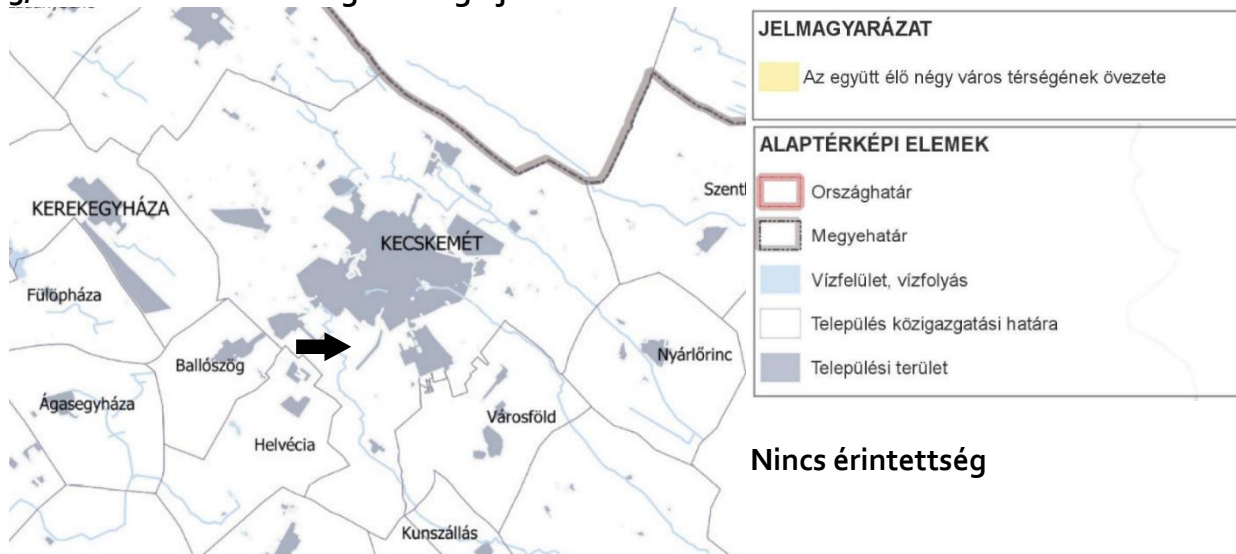 JELMAGYARÁZAT
Az együtt élő négy város térségének övezete
ALAPTÉRKÉPI ELEMEK
Országhatár
Megyehatár
Vízfelület, vízfolyás
Település közigazgatási határa
Települési terület
Nincs érintettség
KEREKEGYHÁZA
KECSKEMÉT
Fülöpháza
Ballószög
Nyárlőrinc
Ágasegyháza
Városföld
Helvécia
Kunszállás